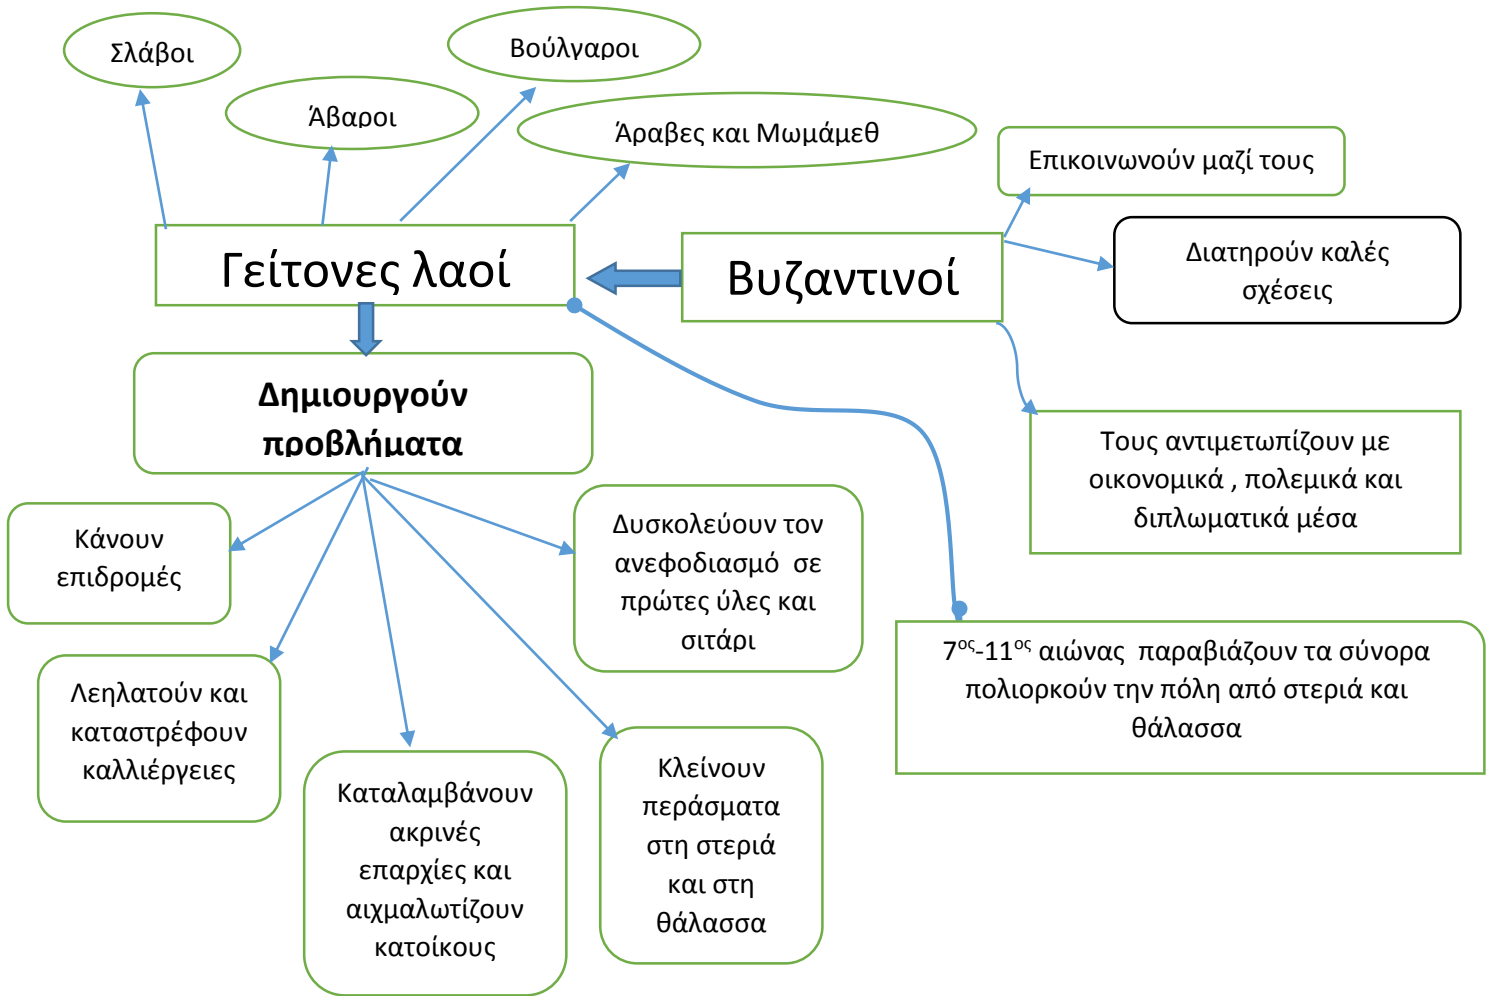 Σλάβοι
Βούλγαροι
Άβαροι
Άραβες και Μωμάμεθ
Επικοινωνούν μαζί τους
Γείτονες λαοί
Βυζαντινοί
Διατηρούν καλές
σχέσεις
Δημιουργούν
προβλήματα
Τους αντιμετωπίζουν με
οικονομικά , πολεμικά και
διπλωματικά μέσα
Κάνουν
επιδρομές
Δυσκολεύουν τον
ανεφοδιασμό σε
πρώτες ύλες και
σιτάρι
7ος-11ος αιώνας παραβιάζουν τα σύνορα
πολιορκούν την πόλη από στεριά και
θάλασσα
Λεηλατούν και
καταστρέφουν
καλλιέργειες
Καταλαμβάνουν
ακρινές
επαρχίες και
αιχμαλωτίζουν
κατοίκους
Κλείνουν
περάσματα
στη στεριά
και στη
θάλασσα